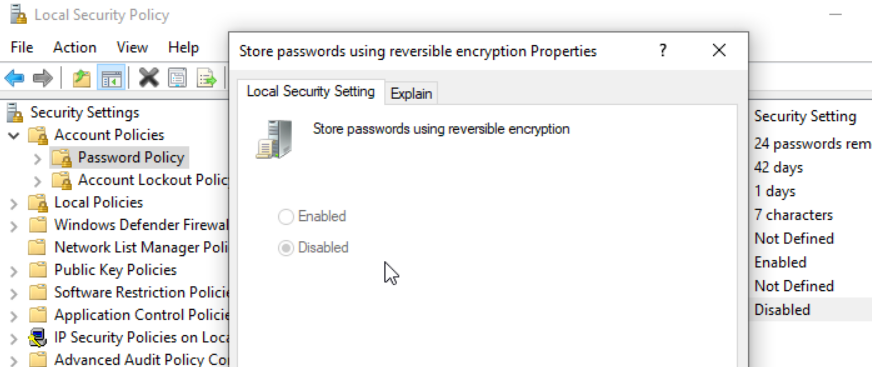 Local Security Policy
File Action View Help
Security Settings
Account Policies
Password Policy
Account Lockout Polic
Local Policies
Windows Defender Firewal
Network List Manager Poli
Public Key Policies
Software Restriction Policie
Application Control Policie
IP Security Policies on Loca
Advanced Audit Policy Co
Store passwords using reversible encryption Properties
?
Local Security Setting
Explain
Store passwords using reversible encryption
Enabled
Disabled
Security Setting
24 passwords rem
42 days
1 days
7 characters
Not Defined
Enabled
Not Defined
Disabled